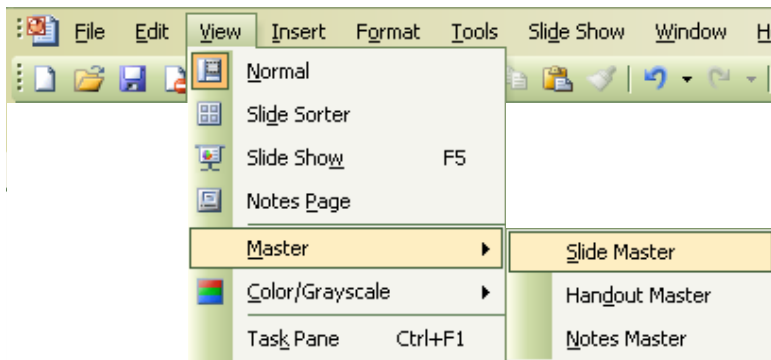 File Edit View Insert Format Tools Slide Show Window H
Normal
Slide Sorter
Slide Show F5
Notes Page
Master
Slide Master
Color/Grayscale
Handout Master
Task Pane Ctrl+F1
Notes Master